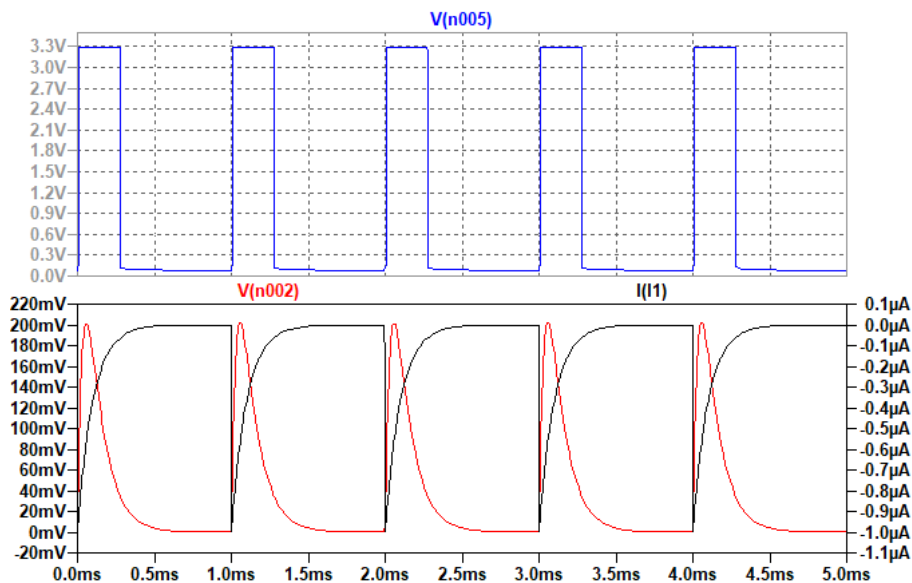 V(n005)
3.3V
3.0V
2.7V
2.4V
2.1V
1.8V
1.5V
1.2V
0.9V
0.6V
0.3V
0.0V
V(n002) I(I1)
220mV 0.1µA
200mV 0.0µA
180mV -0.1µA
160mV -0.2µA
140mV -0.3µA
120mV -0.4µA
100mV -0.5µA
80mV -0.6µA
60mV -0.7µA
40mV -0.8µA
20mV -0.9µA
0mV -1.0µA
-20mV -1.1µA
0.0ms 0.5ms 1.0ms 1.5ms 2.0ms 2.5ms 3.0ms 3.5ms 4.0ms 4.5ms 5.0ms